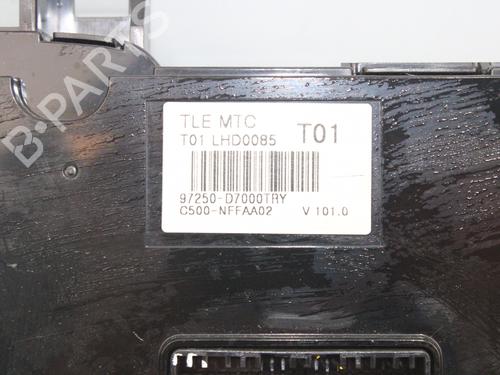 TLE MTC
T01 LHD0085 T01
97250-D7000TRY
C500-NFFAA02 V 101.0
B-PARTS